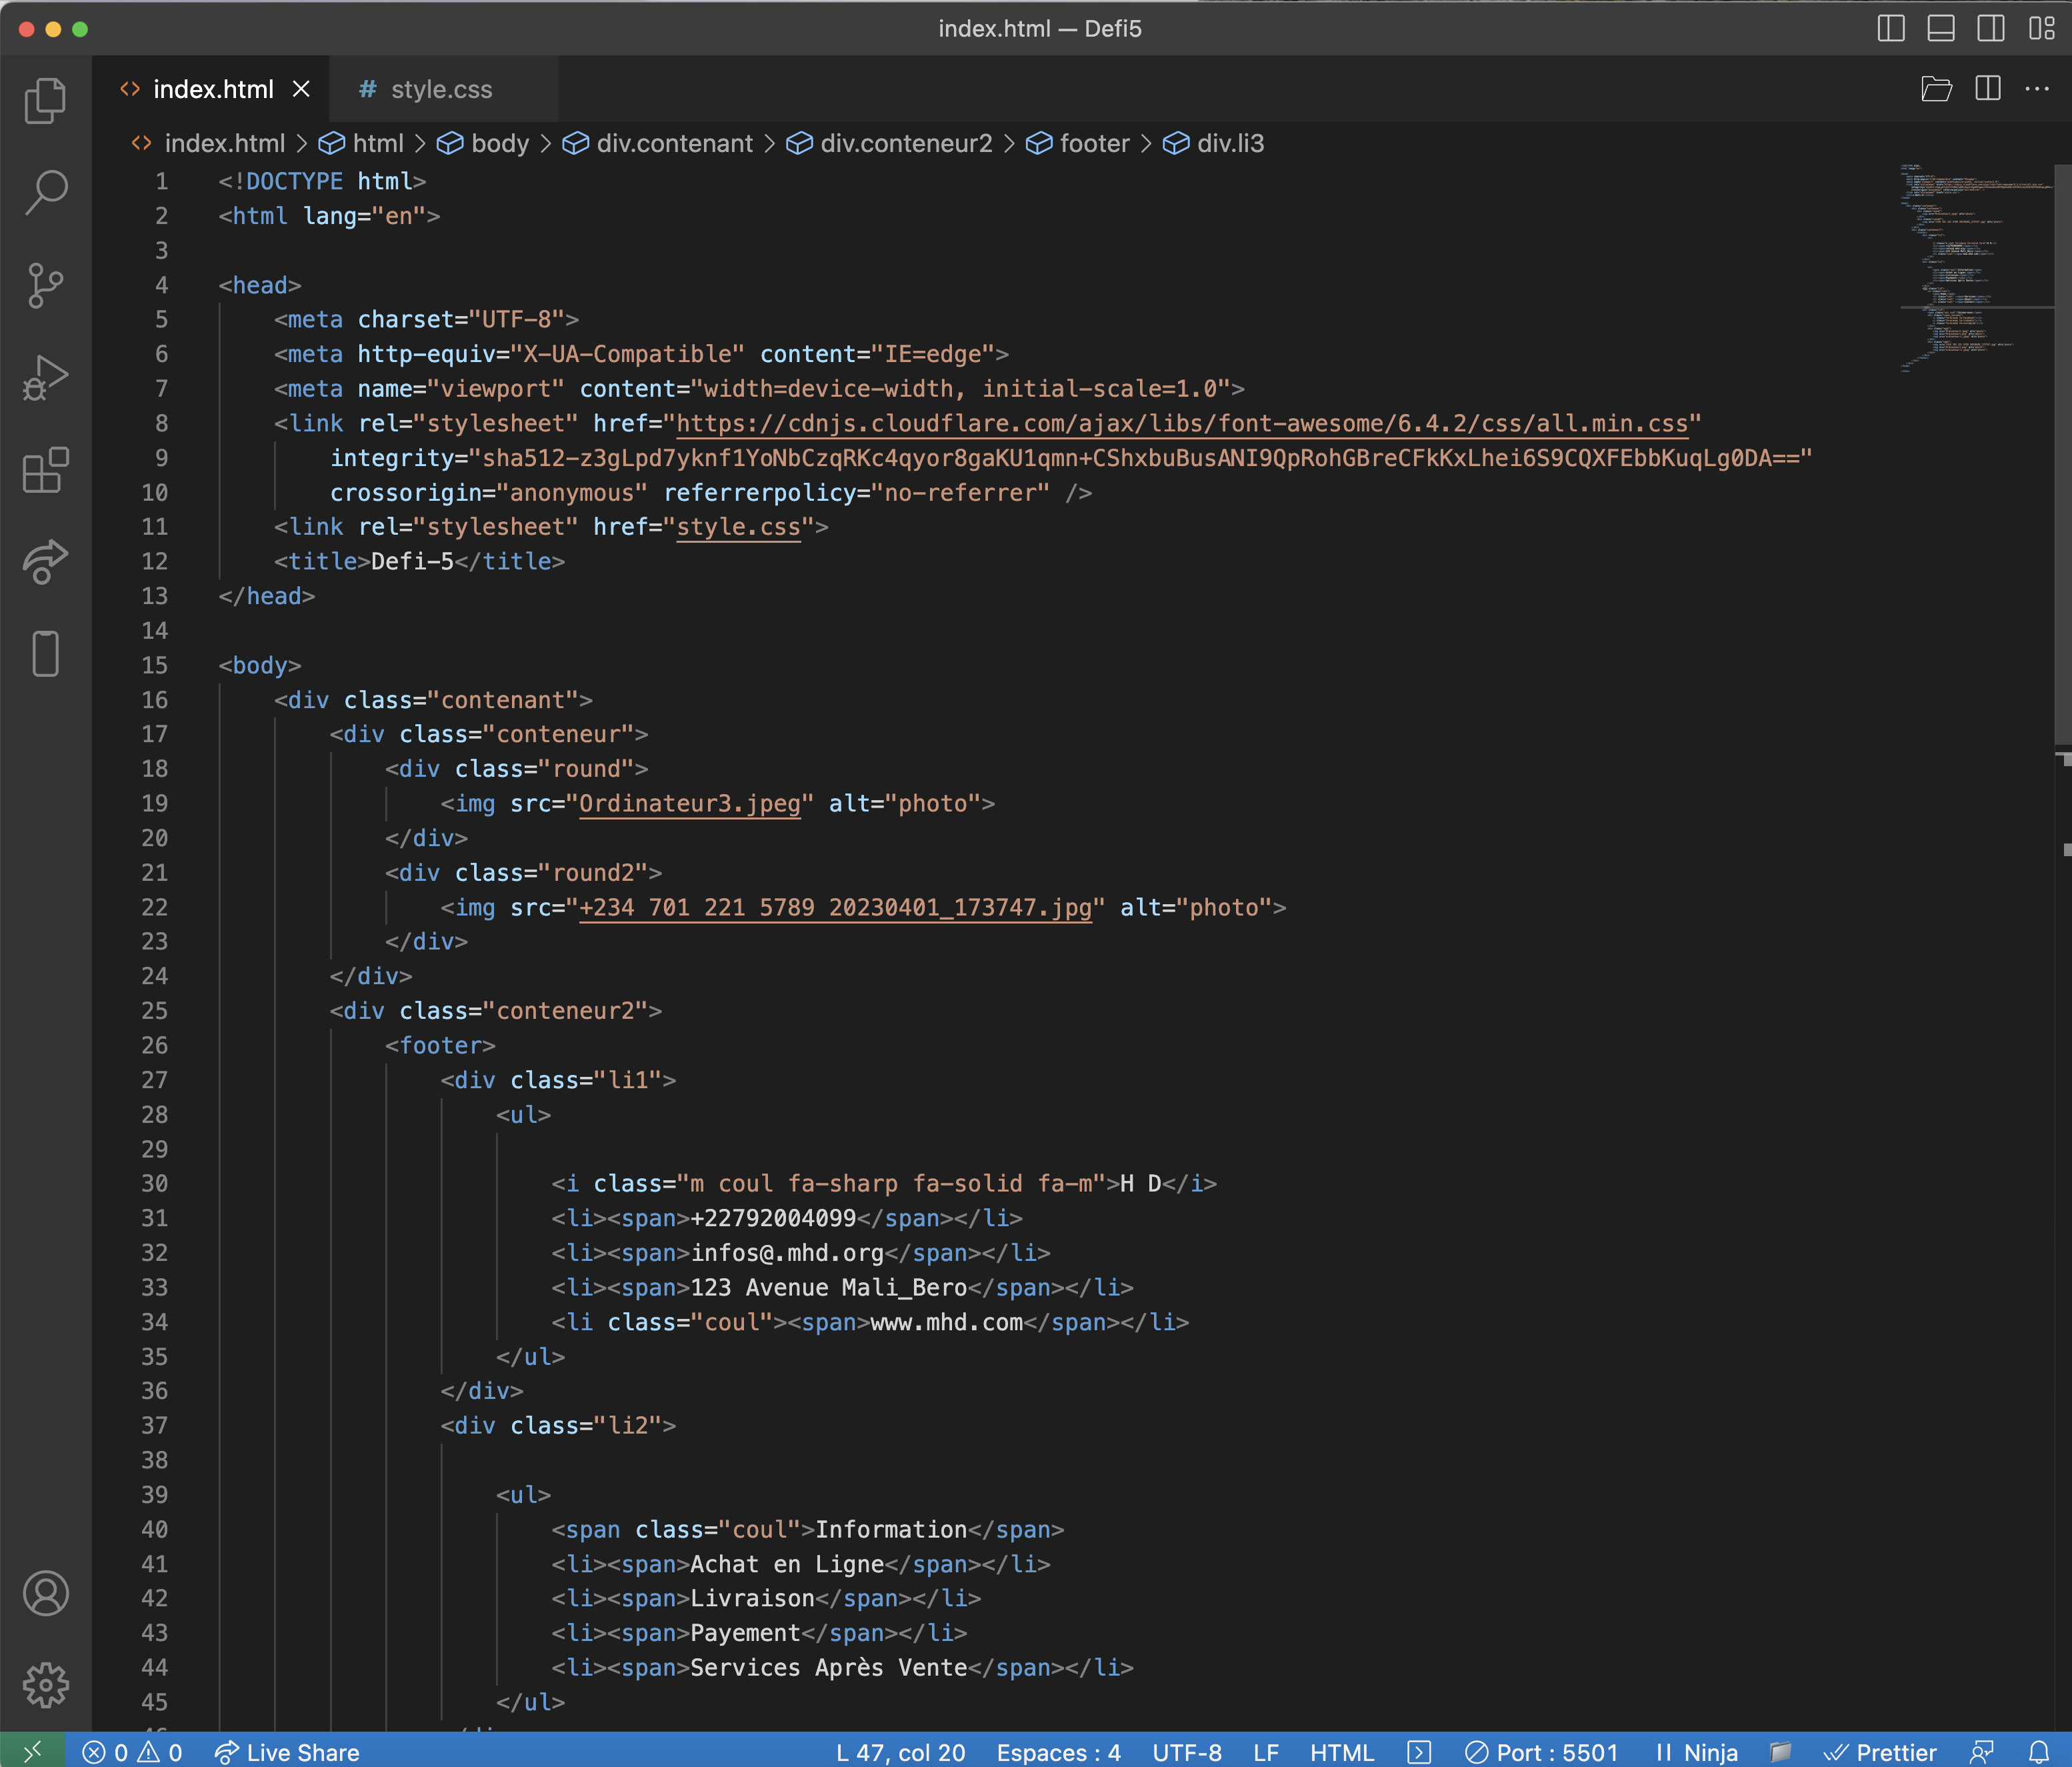 index.html — Defi5
index.html
# style.css
index.html > html > body > div.contenant > div.conteneur2 > footer > div.li3
1 <!DOCTYPE html>
2 <html lang="en">
3
4 <head>
5 <meta charset="UTF-8">
6 <meta http-equiv="X-UA-Compatible" content="IE=edge">
7 <meta name="viewport" content="width=device-width, initial-scale=1.0">
8 <link rel="stylesheet" href="https://cdnjs.cloudflare.com/ajax/libs/font-awesome/6.4.2/css/all.min.css"
9 integrity="sha512-z3gLpd7yknf1YoNbCzqRKc4qyor8gaKU1qmn+CShxbuBusANI9QpRohGBreCFkKxLhei6S9CQXFEbbKuqLg0DA=="
10 crossorigin="anonymous" referrerpolicy="no-referrer" />
11 <link rel="stylesheet" href="style.css">
12 <title>Defi-5</title>
13 </head>
14
15 <body>
16 <div class="contenant">
17 <div class="conteneur">
18 <div class="round">
19 <img src="Ordinateur3.jpeg" alt="photo">
20 </div>
21 <div class="round2">
22 <img src="+234 701 221 5789 20230401_173747.jpg" alt="photo">
23 </div>
24 </div>
25 <div class="conteneur2">
26 <footer>
27 <div class="li1">
28 <ul>
29
30 <i class="m coul fa-sharp fa-solid fa-m">H D</i>
31 <li><span>+22792004099</span></li>
32 <li><span>infos@.mhd.org</span></li>
33 <li><span>123 Avenue Mali_Bero</span></li>
34 <li class="coul"><span>www.mhd.com</span></li>
35 </ul>
36 </div>
37 <div class="li2">
38
39 <ul>
40 <span class="coul">Information</span>
41 <li><span>Achat en Ligne</span></li>
42 <li><span>Livraison</span></li>
43 <li><span>Payement</span></li>
44 <li><span>Services Après Vente</span></li>
45 </ul>
0 0 Live Share L 47, col 20 Espaces : 4 UTF-8 LF HTML Port : 5501 Ninja Prettier